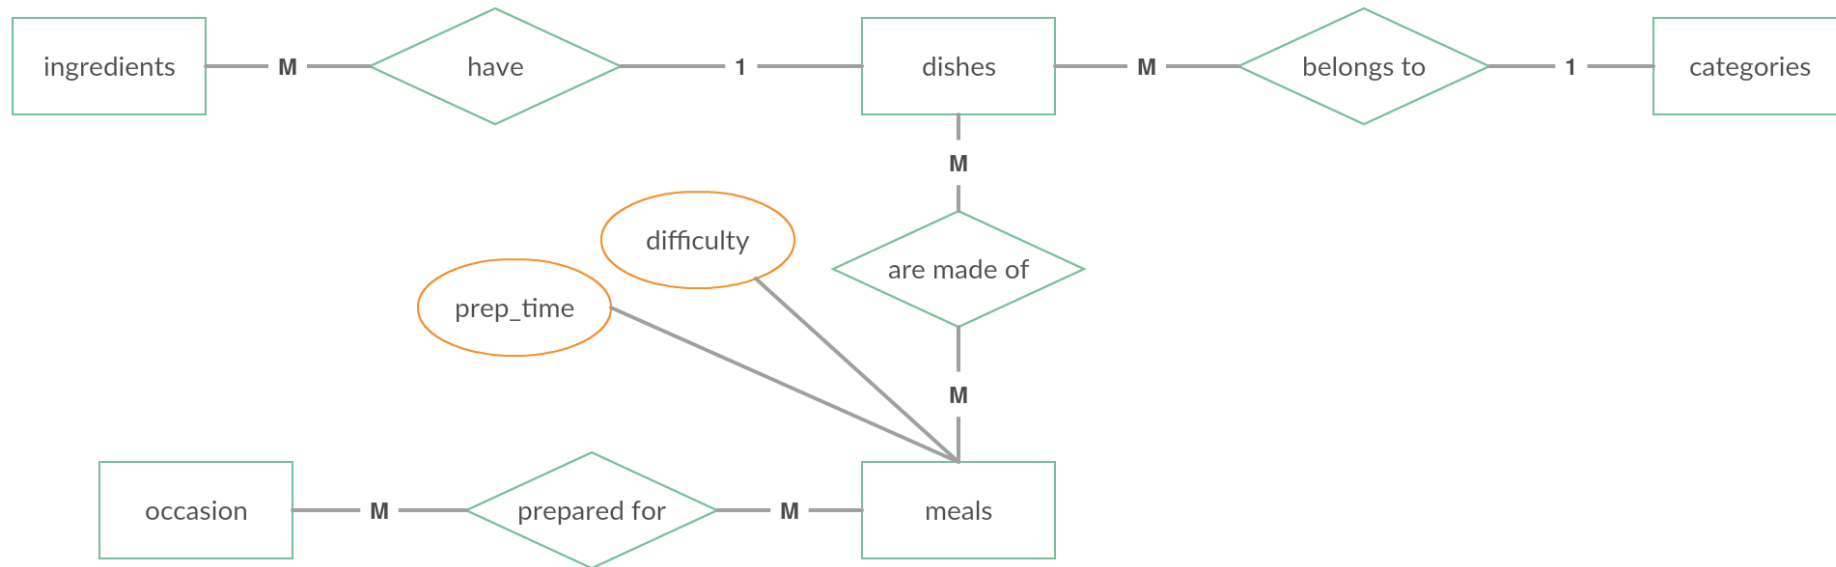 ingredients
M
have
1
dishes
M
belongs to
1
categories
M
difficulty
are made of
prep_time
M
occasion
M
prepared for
M
meals